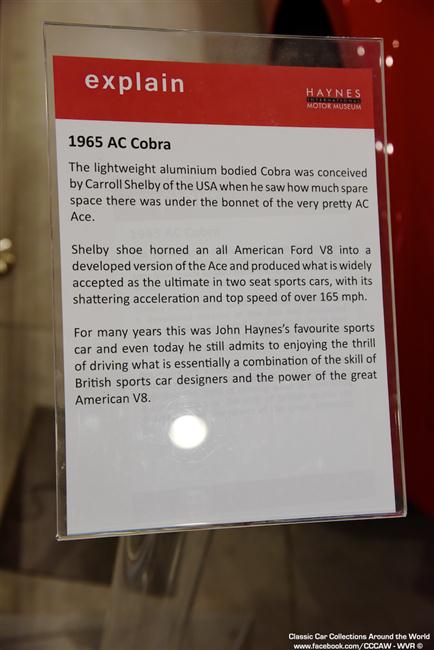 explain
HAYNES
INTERNATIONAL
MOTOR MUSEUM
1965 AC Cobra
The lightweight aluminium bodied Cobra was conceived
by Carroll Shelby of the USA when he saw how much spare
space there was under the bonnet of the very pretty AC
Ace.
Shelby shoe horned an all American Ford V8 into a
developed version of the Ace and produced what is widely
accepted as the ultimate in two seat sports cars, with its
shattering acceleration and top speed of over 165 mph.
For many years this was John Haynes's favourite sports
car and even today he still admits to enjoying the thrill
of driving what is essentially a combination of the skill of
British sports car designers and the power of the great
American V8.
Classic Car Collections Around the World
www.facebook.com/CCCAW - WVR ©